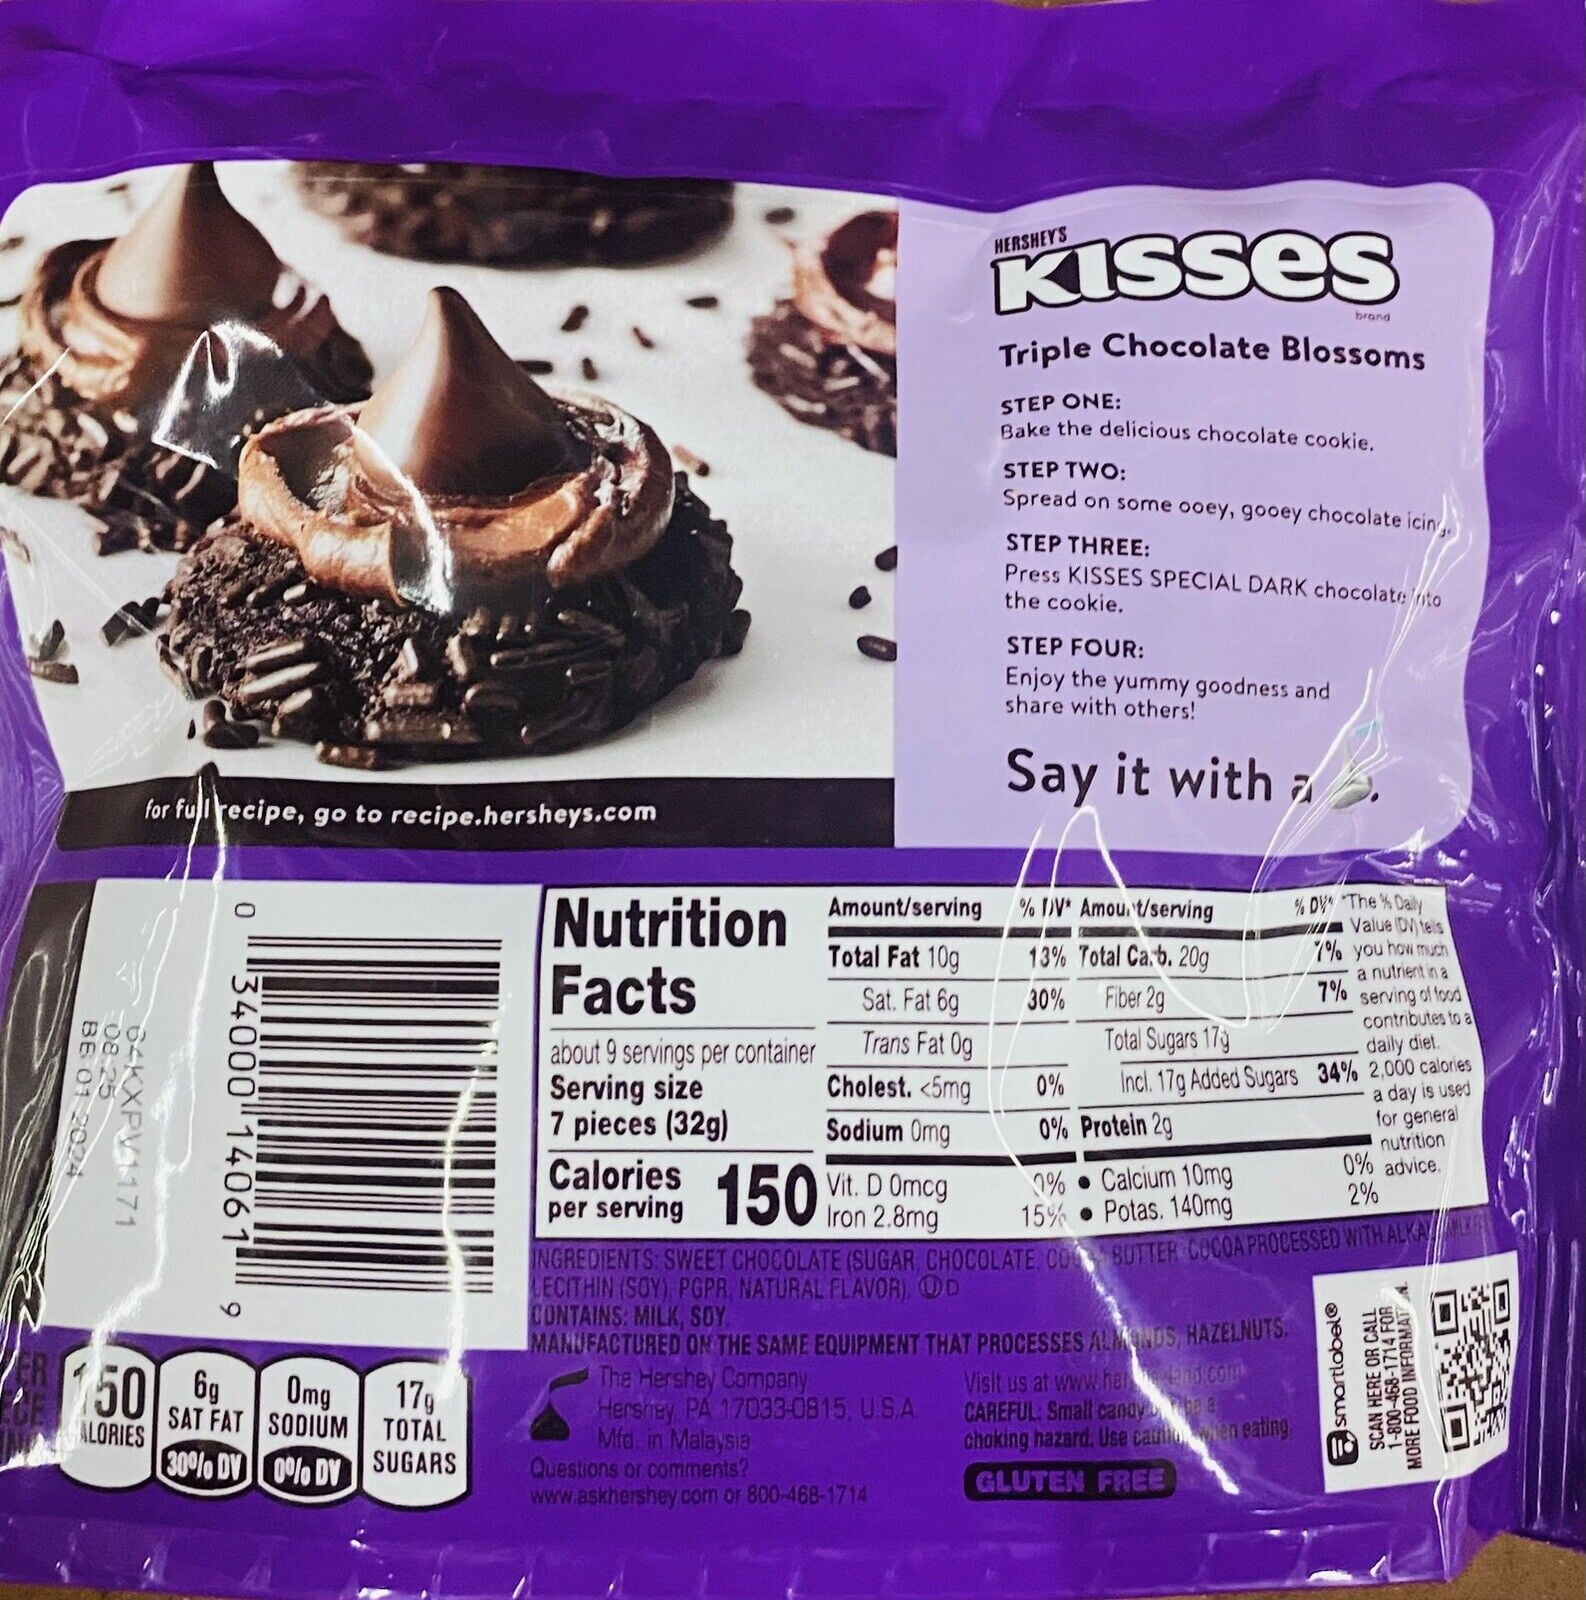 HERSHEY'S
KISSES
brand
Triple Chocolate Blossoms
STEP ONE:
Bake the delicious chocolate cookie.
STEP TWO:
Spread on some ooey, gooey chocolate icing.
STEP THREE:
Press KISSES SPECIAL DARK chocolate into
the cookie.
STEP FOUR:
Enjoy the yummy goodness and
share with others!
Say it with a
for full recipe, go to recipe.hersheys.com
64KXXPV1171
08 25
BE 01 2024
0 34000 14061 9
Nutrition
Facts
about 9 servings per container
Serving size
7 pieces (32g)
Calories
per serving
150
Amount/serving % DV*
Total Fat 10g 13%
Sat. Fat 6g 30%
Trans Fat 0g
Cholest. <5mg 0%
Sodium 0mg 0%
Amount/serving % DV*
Total Carb. 20g 7%
Fiber 2g 7%
Total Sugars 17g
Incl. 17g Added Sugars 34%
Protein 2g
Vit. D 0mcg 0% • Calcium 10mg 0%
Iron 2.8mg 15% • Potas. 140mg 2%
*The % Daily
Value (DV) tells
you how much
a nutrient in a
serving of food
contributes to a
daily diet.
2,000 calories
a day is used
for general
nutrition
advice.
INGREDIENTS: SWEET CHOCOLATE (SUGAR, CHOCOLATE, COCOA BUTTER, COCOA PROCESSED WITH ALKALI,
LECITHIN (SOY), PGPR, NATURAL FLAVOR). Ⓤ D
CONTAINS: MILK, SOY.
MANUFACTURED ON THE SAME EQUIPMENT THAT PROCESSES ALMONDS, HAZELNUTS.
The Hershey Company
Hershey, PA 17033-0815, U.S.A.
Mfd. in Malaysia
Questions or comments?
www.askhershey.com or 800-468-1714
Visit us at
CAREFUL: Small candy may be a
choking hazard. Use caution when eating.
GLUTEN FREE
150
CALORIES
6g
SAT FAT
30% DV
0mg
SODIUM
0% DV
17g
TOTAL
SUGARS
smartlabel®
SCAN HERE OR CALL
1-800-468-1714 FOR
MORE FOOD INFORMATION.